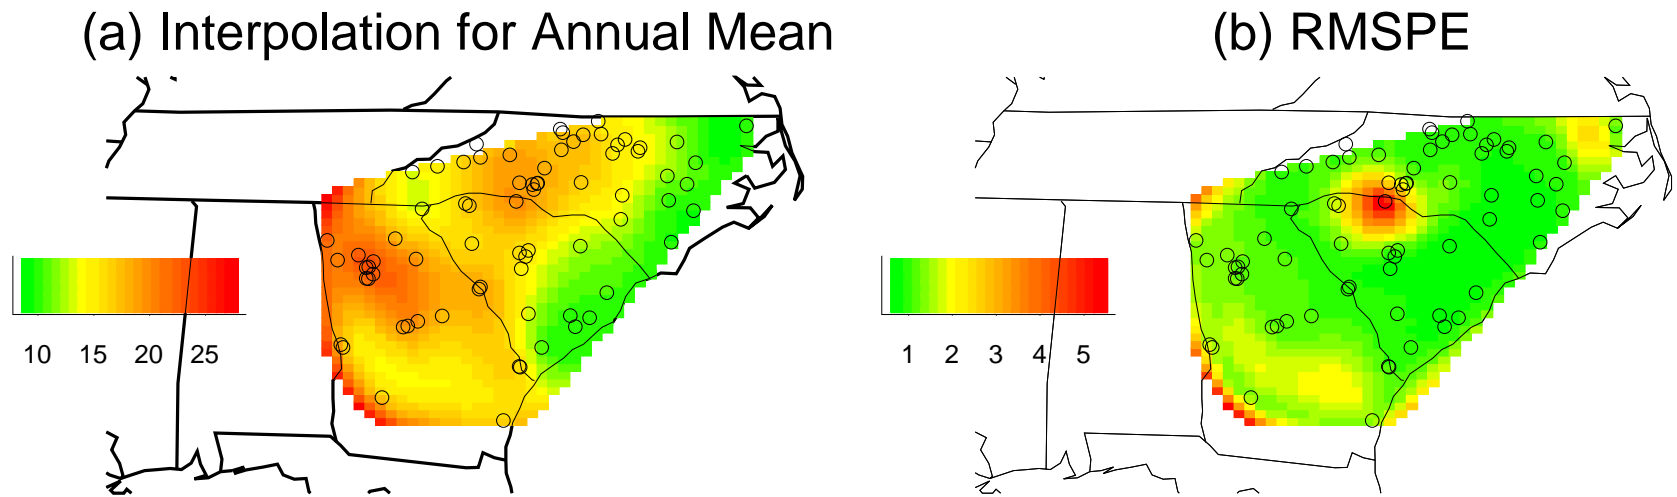 (a) Interpolation for Annual Mean
(b) RMSPE
10 15 20 25
1 2 3 4 5